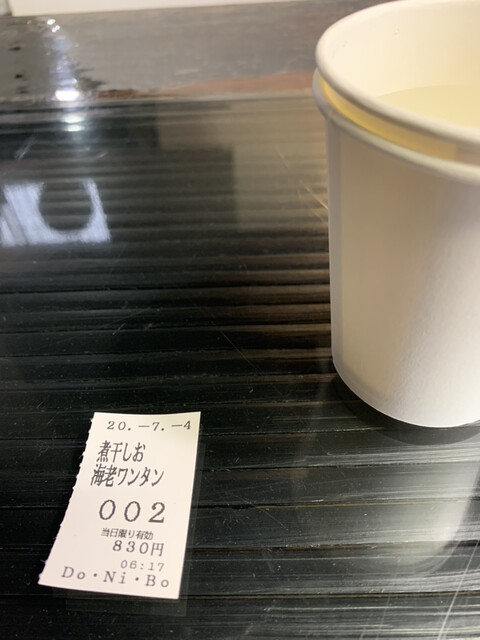 20.-7.-4
煮干しお
海老ワンタン
002
当日限り有効
830円
06:17
Do・Ni・Bo